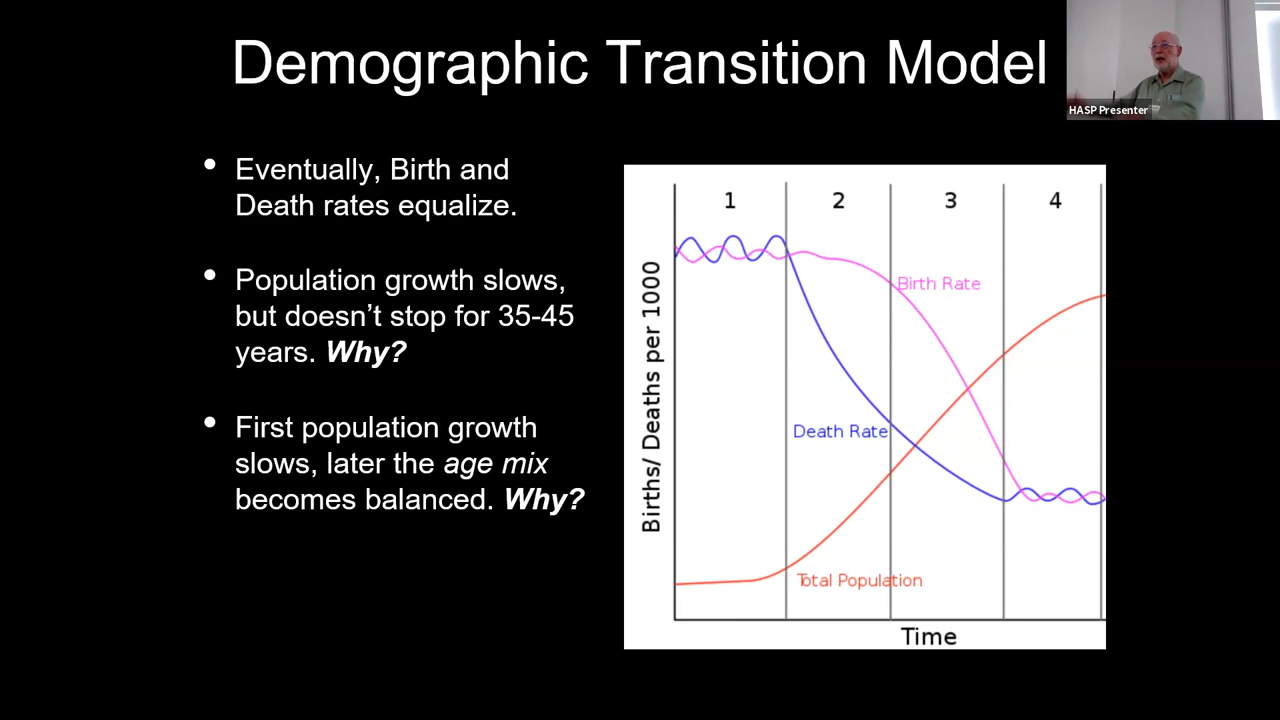 Demographic Transition Model
HASP Presenter
• Eventually, Birth and
Death rates equalize.
• Population growth slows,
but doesn’t stop for 35-45
years. Why?
• First population growth
slows, later the age mix
becomes balanced. Why?
1 2 3 4
Births/ Deaths per 1000
Birth Rate
Death Rate
Total Population
Time